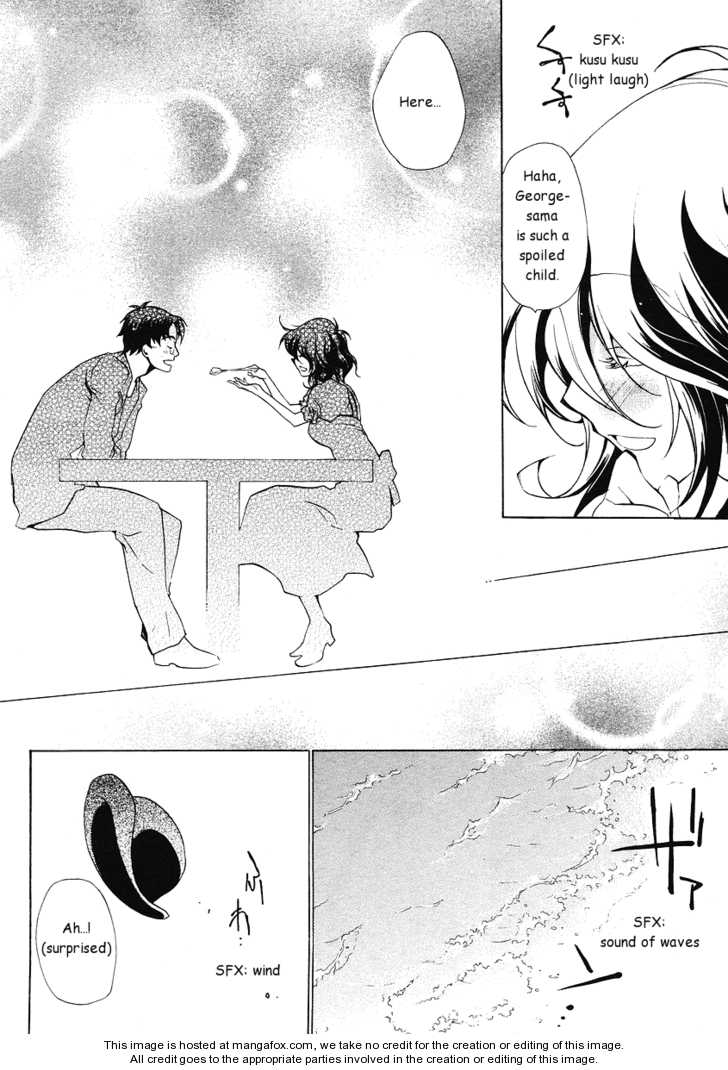 くす
くす
SFX:
kusu kusu
(light laugh)
Haha,
George-
sama
is such a
spoiled
child.
Here...
ザザ
ァ
SFX:
sound of waves
ふ
わ
SFX: wind
Ah...!
(surprised)
This image is hosted at mangafox.com, we take no credit for the creation or editing of this image.
All credit goes to the appropriate parties involved in the creation or editing of this image.